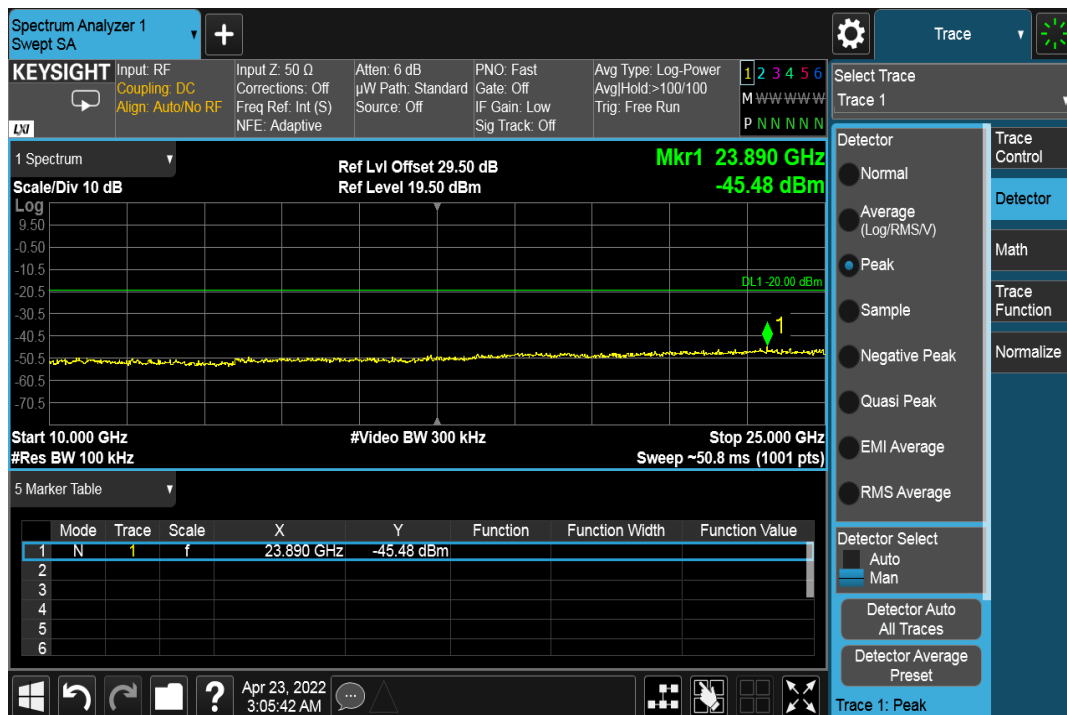 Spectrum Analyzer 1
Swept SA
+
Trace
KEYSIGHT
LXI
Input: RF
Coupling: DC
Align: Auto/No RF
Input Z: 50 Ω
Corrections: Off
Freq Ref: Int (S)
NFE: Adaptive
Atten: 6 dB
µW Path: Standard
Source: Off
PNO: Fast
Gate: Off
IF Gain: Low
Sig Track: Off
Avg Type: Log-Power
Avg|Hold:>100/100
Trig: Free Run
1 2 3 4 5 6
M W W W W W
P N N N N N
1 Spectrum
Scale/Div 10 dB
Ref Lvl Offset 29.50 dB
Ref Level 19.50 dBm
Mkr1 23.890 GHz
-45.48 dBm
Log
9.50
-0.50
-10.5
-20.5
-30.5
-40.5
-50.5
-60.5
-70.5
DL1 -20.00 dBm
1
Start 10.000 GHz
#Video BW 300 kHz
Stop 25.000 GHz
#Res BW 100 kHz
Sweep ~50.8 ms (1001 pts)
5 Marker Table
Mode Trace Scale X Y Function Function Width Function Value
1 N 1 f 23.890 GHz -45.48 dBm
2
3
4
5
6
?
Apr 23, 2022
3:05:42 AM
Select Trace
Trace 1
Detector
Normal
Average
(Log/RMS/V)
Peak
Sample
Negative Peak
Quasi Peak
EMI Average
RMS Average
Detector Select
Auto
Man
Detector Auto
All Traces
Detector Average
Preset
Trace 1: Peak
Trace
Control
Detector
Math
Trace
Function
Normalize